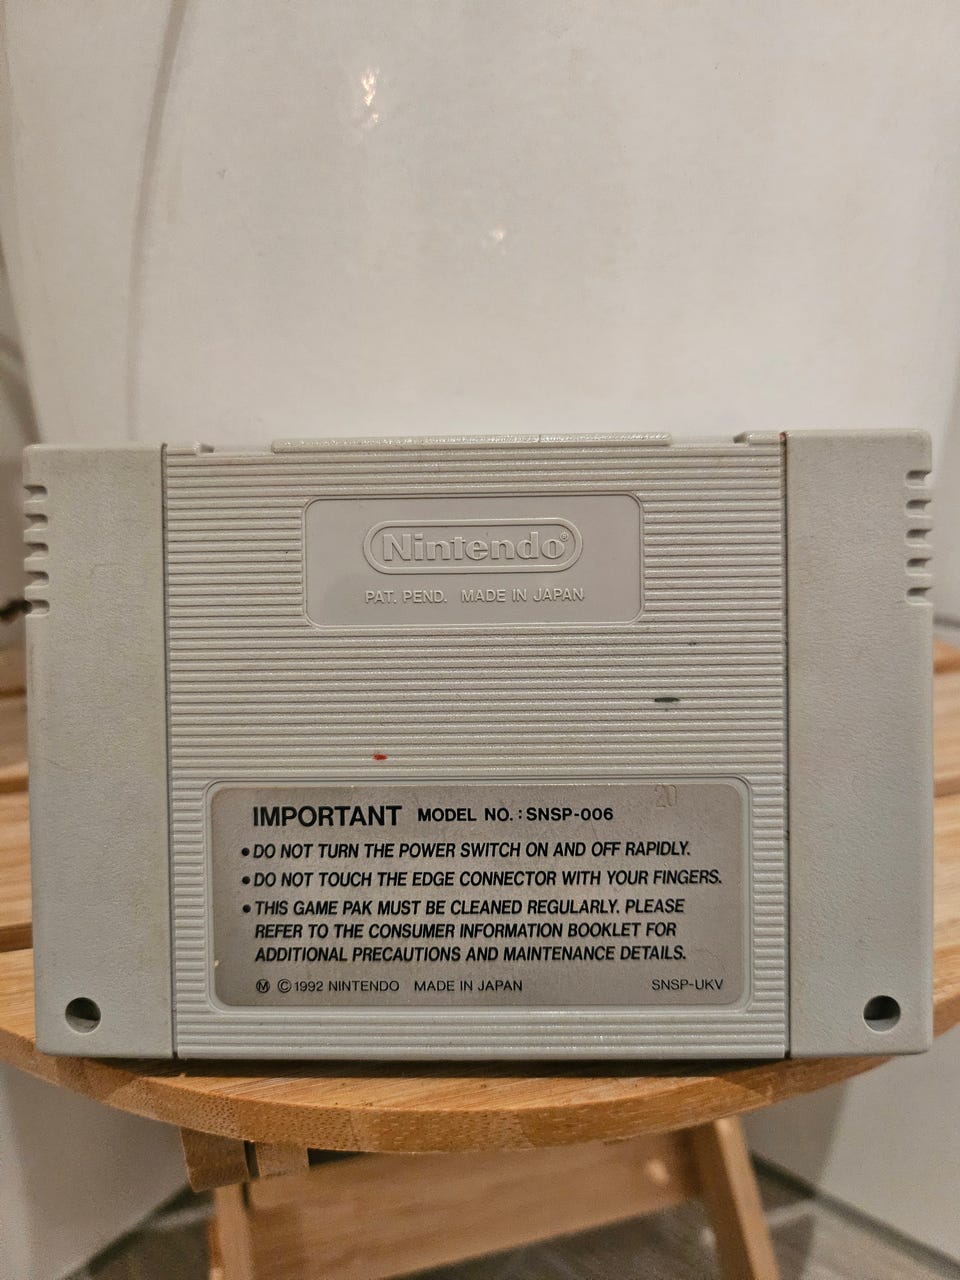 Nintendo®
PAT. PEND. MADE IN JAPAN
20
IMPORTANT MODEL NO.: SNSP-006
•DO NOT TURN THE POWER SWITCH ON AND OFF RAPIDLY.
•DO NOT TOUCH THE EDGE CONNECTOR WITH YOUR FINGERS.
•THIS GAME PAK MUST BE CLEANED REGULARLY. PLEASE
REFER TO THE CONSUMER INFORMATION BOOKLET FOR
ADDITIONAL PRECAUTIONS AND MAINTENANCE DETAILS.
Ⓜ ©1992 NINTENDO MADE IN JAPAN SNSP-UKV